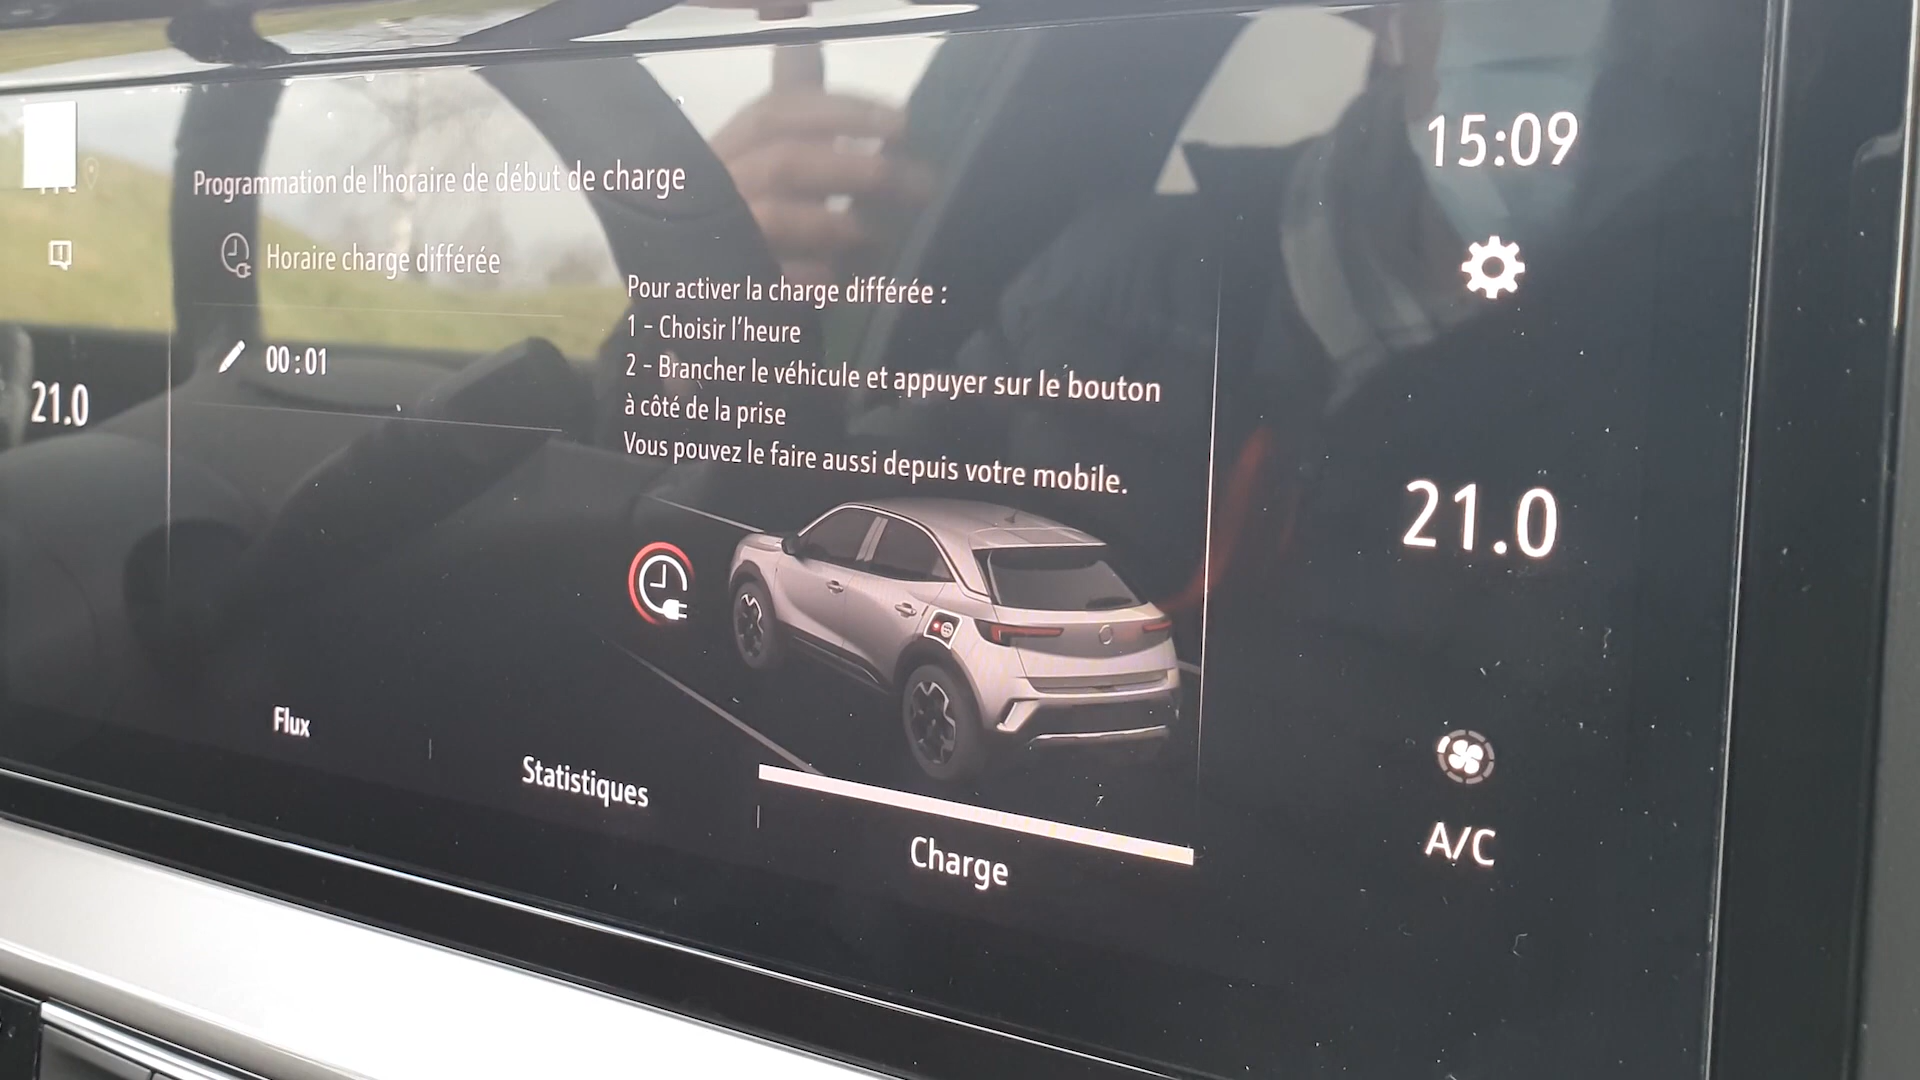 15:09
Programmation de l'horaire de début de charge
Horaire charge différée
00:01
21.0
Pour activer la charge différée :
1 - Choisir l'heure
2 - Brancher le véhicule et appuyer sur le bouton
à côté de la prise
Vous pouvez le faire aussi depuis votre mobile.
21.0
Flux
Statistiques
Charge
A/C